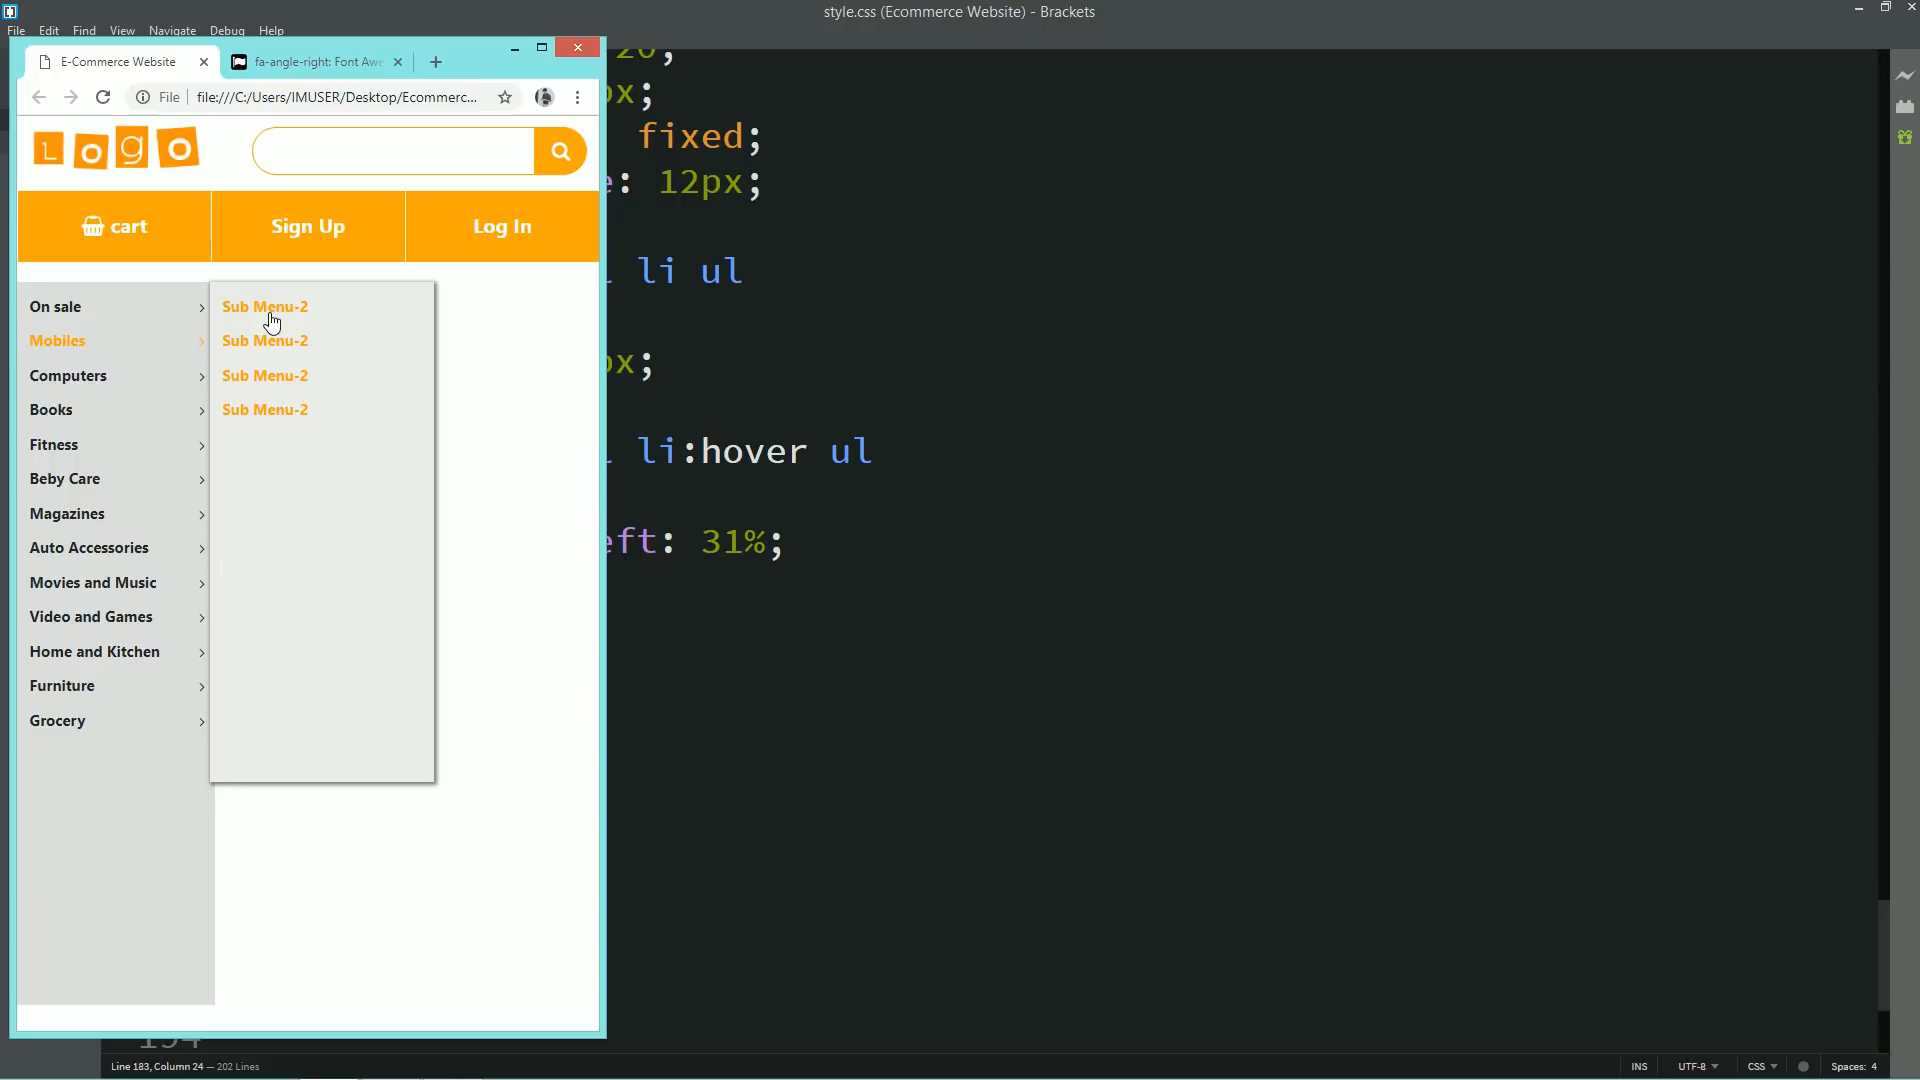 style.css (Ecommerce Website) - Brackets
File Edit Find View Navigate Debug Help
E-Commerce Website
fa-angle-right: Font Awe
File
file:///C:/Users/IMUSER/Desktop/Ecommerc...
Logo
cart
Sign Up
Log In
On sale
Mobiles
Computers
Books
Fitness
Beby Care
Magazines
Auto Accessories
Movies and Music
Video and Games
Home and Kitchen
Furniture
Grocery
Sub Menu-2
Sub Menu-2
Sub Menu-2
Sub Menu-2
px;
fixed;
e: 12px;
li ul
px;
li:hover ul
eft: 31%;
Line 183, Column 24 — 202 Lines
INS
UTF-8
CSS
Spaces: 4